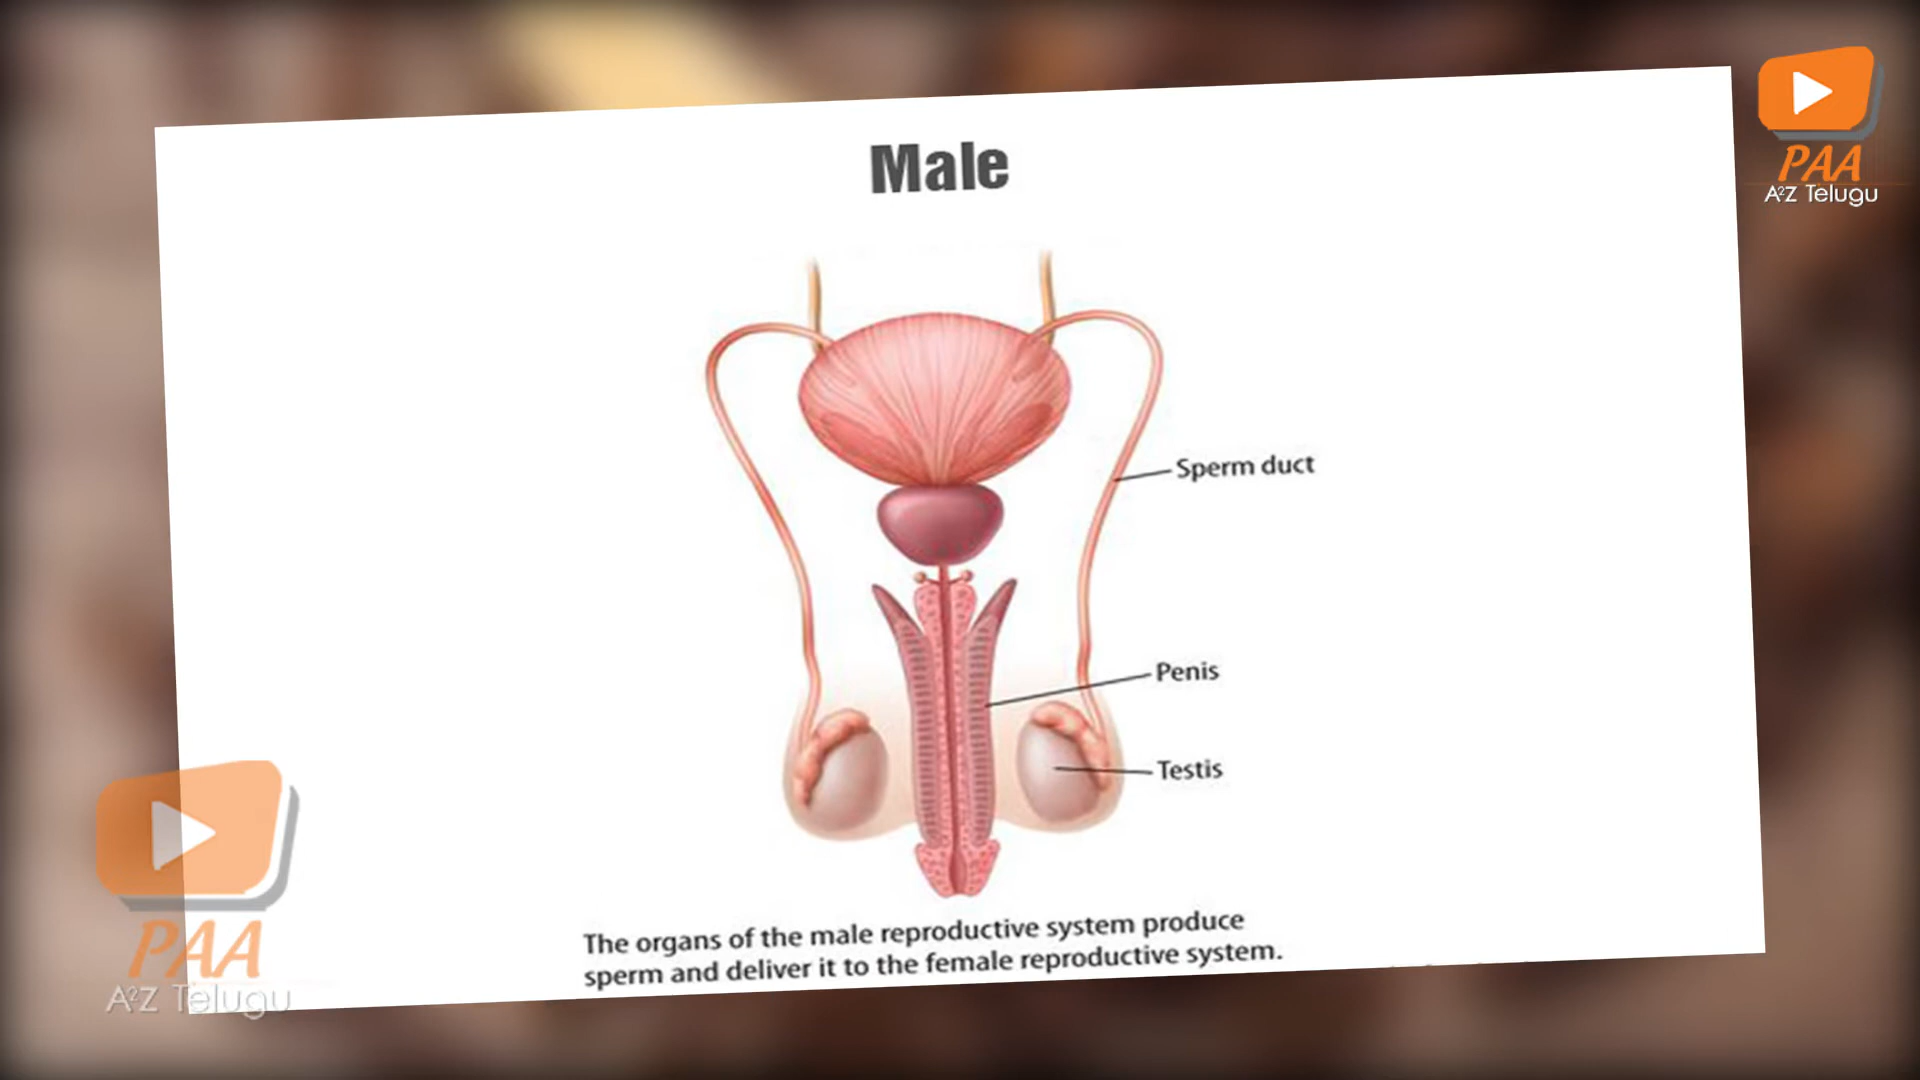 Male
PAA
A2Z Telugu
Sperm duct
Penis
Testis
PAA
A2Z Telugu
The organs of the male reproductive system produce
sperm and deliver it to the female reproductive system.